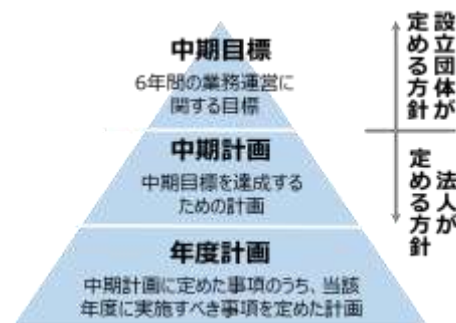 中期目標
6年間の業務運営に
関する目標
中期計画
中期目標を達成する
ための計画
年度計画
中期計画に定めた事項のうち、当該
年度に実施すべき事項を定めた計画
設立団体が
定める方針
法人が
定める方針